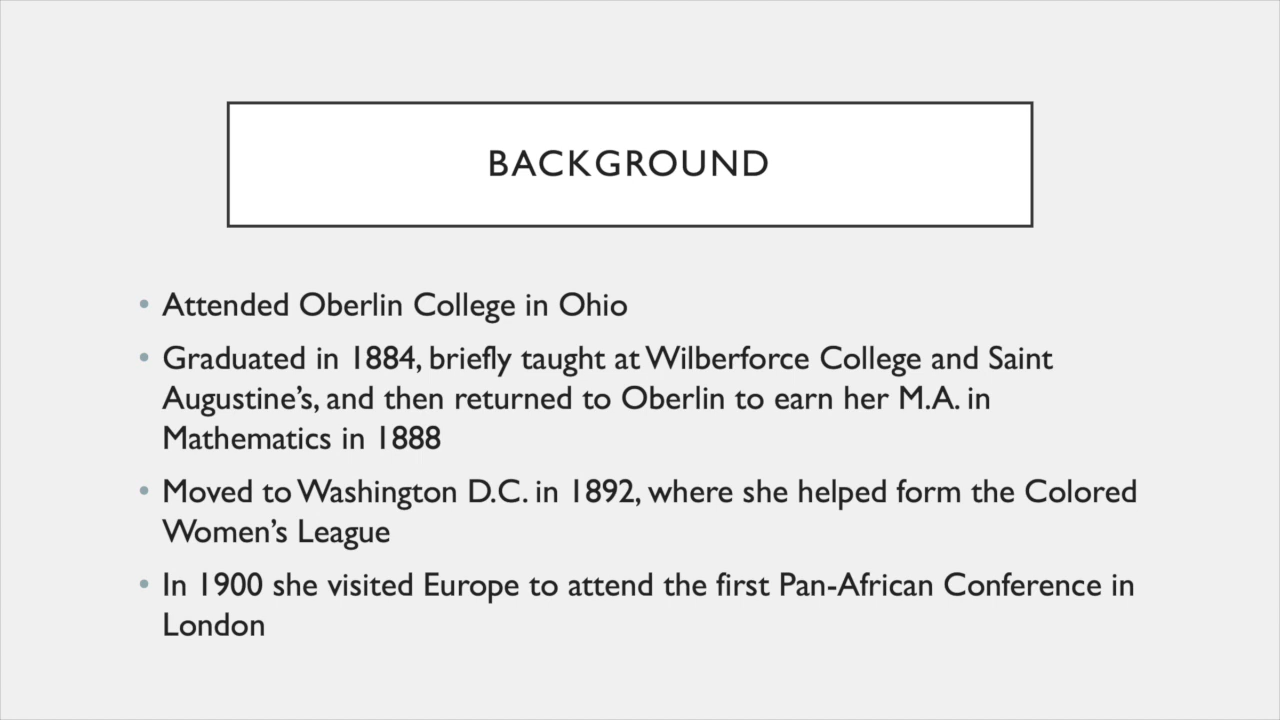 BACKGROUND
• Attended Oberlin College in Ohio
• Graduated in 1884, briefly taught at Wilberforce College and Saint
Augustine’s, and then returned to Oberlin to earn her M.A. in
Mathematics in 1888
• Moved to Washington D.C. in 1892, where she helped form the Colored
Women’s League
• In 1900 she visited Europe to attend the first Pan-African Conference in
London